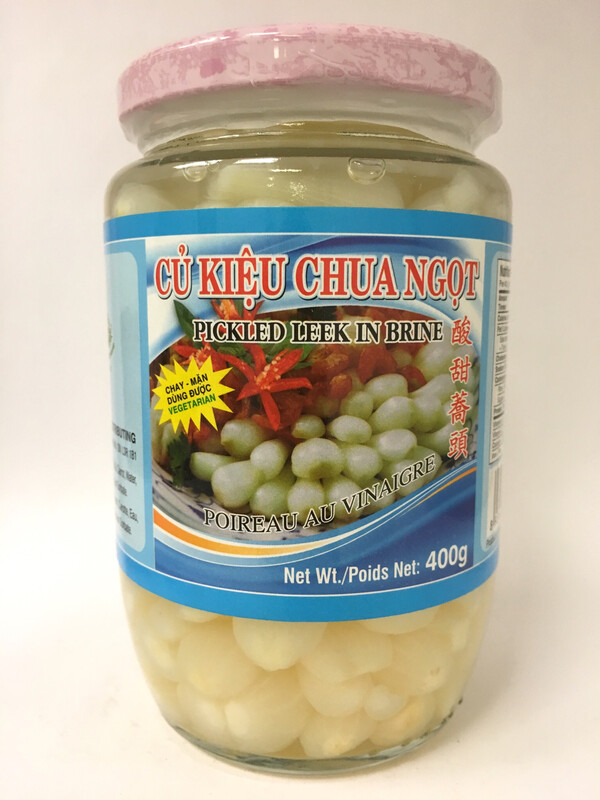 CỦ KIỆU CHUA NGỌT
PICKLED LEEK IN BRINE
酸甜蕎頭
CHAY - MẶN
DÙNG ĐƯỢC
VEGETARIAN
POIREAU AU VINAIGRE
Net Wt./Poids Net: 400g